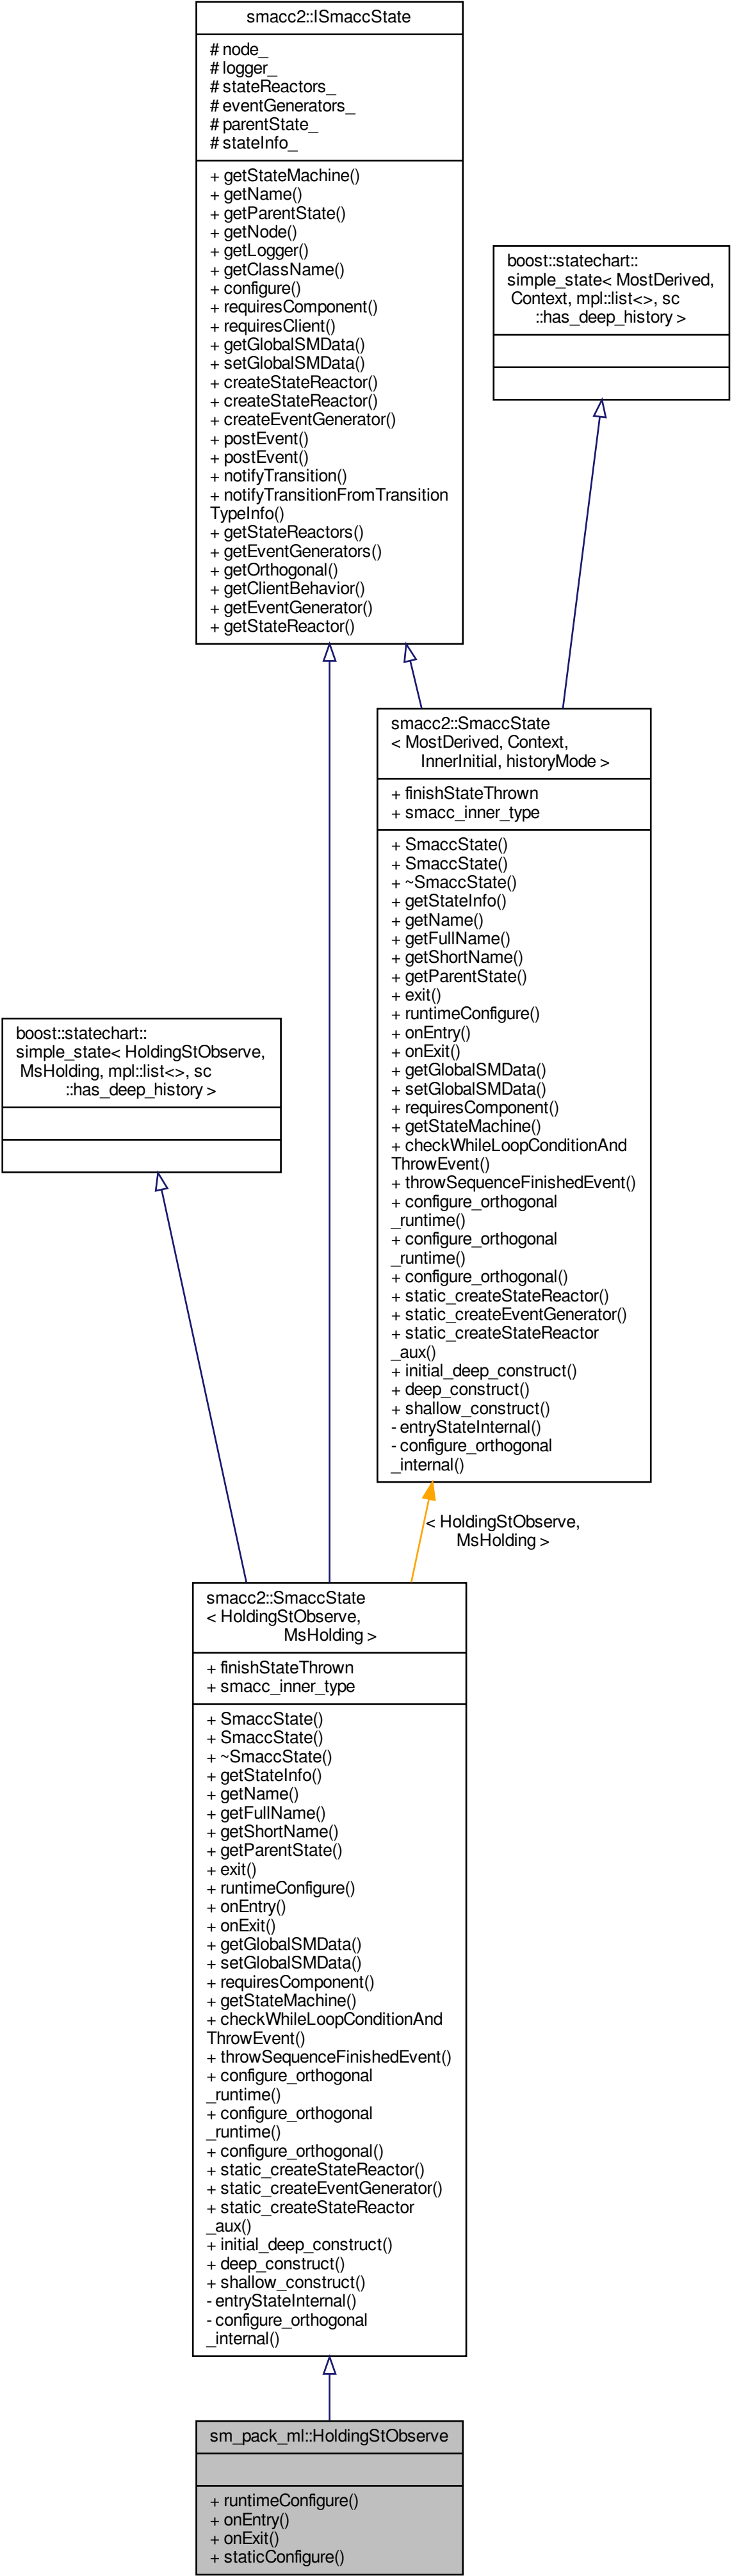 smacc2::ISmaccState
# node_
# logger_
# stateReactors_
# eventGenerators_
# parentState_
# stateInfo_
+ getStateMachine()
+ getName()
+ getParentState()
+ getNode()
+ getLogger()
+ getClassName()
+ configure()
+ requiresComponent()
+ requiresClient()
+ getGlobalSMData()
+ setGlobalSMData()
+ createStateReactor()
+ createStateReactor()
+ createEventGenerator()
+ postEvent()
+ postEvent()
+ notifyTransition()
+ notifyTransitionFromTransition
TypeInfo()
+ getStateReactors()
+ getEventGenerators()
+ getOrthogonal()
+ getClientBehavior()
+ getEventGenerator()
+ getStateReactor()
boost::statechart::
simple_state< MostDerived,
Context, mpl::list<>, sc
::has_deep_history >
smacc2::SmaccState
< MostDerived, Context,
InnerInitial, historyMode >
+ finishStateThrown
+ smacc_inner_type
+ SmaccState()
+ SmaccState()
+ ~SmaccState()
+ getStateInfo()
+ getName()
+ getFullName()
+ getShortName()
+ getParentState()
+ exit()
+ runtimeConfigure()
+ onEntry()
+ onExit()
+ getGlobalSMData()
+ setGlobalSMData()
+ requiresComponent()
+ getStateMachine()
+ checkWhileLoopConditionAnd
ThrowEvent()
+ throwSequenceFinishedEvent()
+ configure_orthogonal
_runtime()
+ configure_orthogonal
_runtime()
+ configure_orthogonal()
+ static_createStateReactor()
+ static_createEventGenerator()
+ static_createStateReactor
_aux()
+ initial_deep_construct()
+ deep_construct()
+ shallow_construct()
- entryStateInternal()
- configure_orthogonal
_internal()
boost::statechart::
simple_state< HoldingStObserve,
MsHolding, mpl::list<>, sc
::has_deep_history >
< HoldingStObserve,
MsHolding >
smacc2::SmaccState
< HoldingStObserve,
MsHolding >
+ finishStateThrown
+ smacc_inner_type
+ SmaccState()
+ SmaccState()
+ ~SmaccState()
+ getStateInfo()
+ getName()
+ getFullName()
+ getShortName()
+ getParentState()
+ exit()
+ runtimeConfigure()
+ onEntry()
+ onExit()
+ getGlobalSMData()
+ setGlobalSMData()
+ requiresComponent()
+ getStateMachine()
+ checkWhileLoopConditionAnd
ThrowEvent()
+ throwSequenceFinishedEvent()
+ configure_orthogonal
_runtime()
+ configure_orthogonal
_runtime()
+ configure_orthogonal()
+ static_createStateReactor()
+ static_createEventGenerator()
+ static_createStateReactor
_aux()
+ initial_deep_construct()
+ deep_construct()
+ shallow_construct()
- entryStateInternal()
- configure_orthogonal
_internal()
sm_pack_ml::HoldingStObserve
+ runtimeConfigure()
+ onEntry()
+ onExit()
+ staticConfigure()